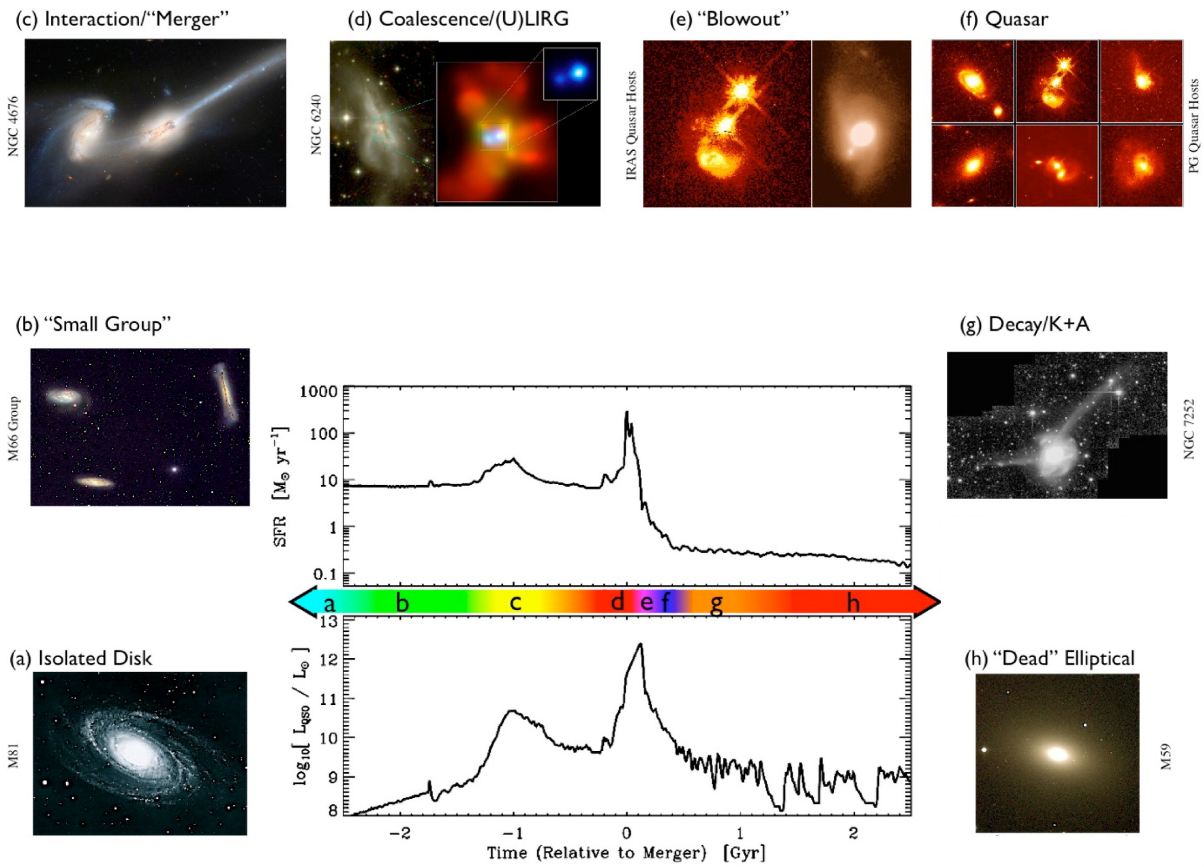 (c) Interaction/“Merger”
NGC 4676
(d) Coalescence/(U)LIRG
NGC 6240
(e) “Blowout”
IRAS Quasar Hosts
(f) Quasar
PG Quasar Hosts
(b) “Small Group”
M66 Group
(g) Decay/K+A
NGC 7252
(a) Isolated Disk
M81
(h) “Dead” Elliptical
M59
SFR [M⊙ yr⁻¹]
1000
100
10
1
0.1
a b c d e f g h
log₁₀[ L_QSO / L⊙ ]
13
12
11
10
9
8
-2 -1 0 1 2
Time (Relative to Merger) [Gyr]